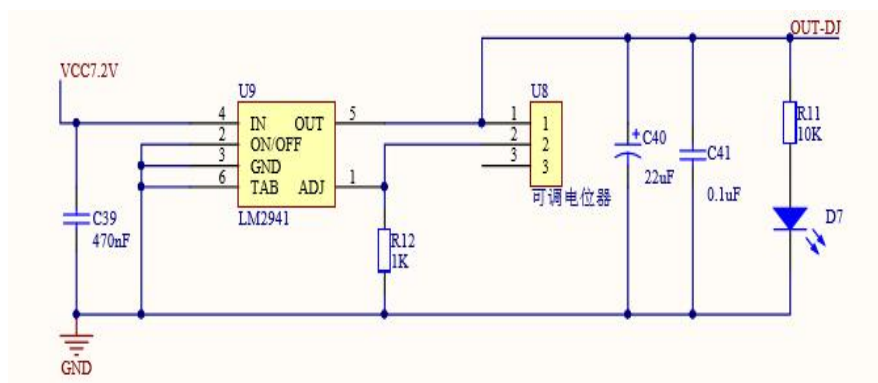 OUT-DJ
VCC7.2V
U9
U8
4
IN
OUT
5
1
1
2
ON/OFF
2
2
3
GND
3
3
6
TAB
ADJ
1
LM2941
可调电位器
C39
470nF
R12
1K
C40
22uF
C41
0.1uF
R11
10K
D7
GND